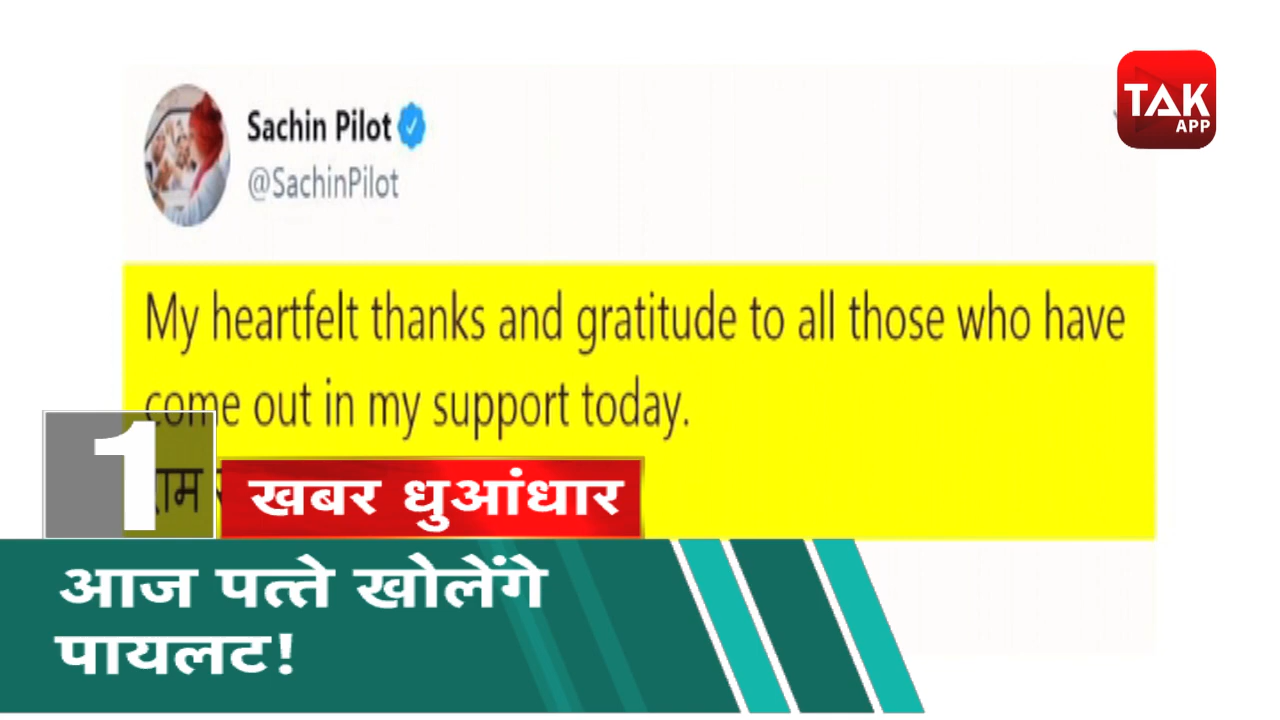 TAK
APP
Sachin Pilot
@SachinPilot
My heartfelt thanks and gratitude to all those who have
come out in my support today.
1
खबर धुआंधार
आज पत्ते खोलेंगे
पायलट!